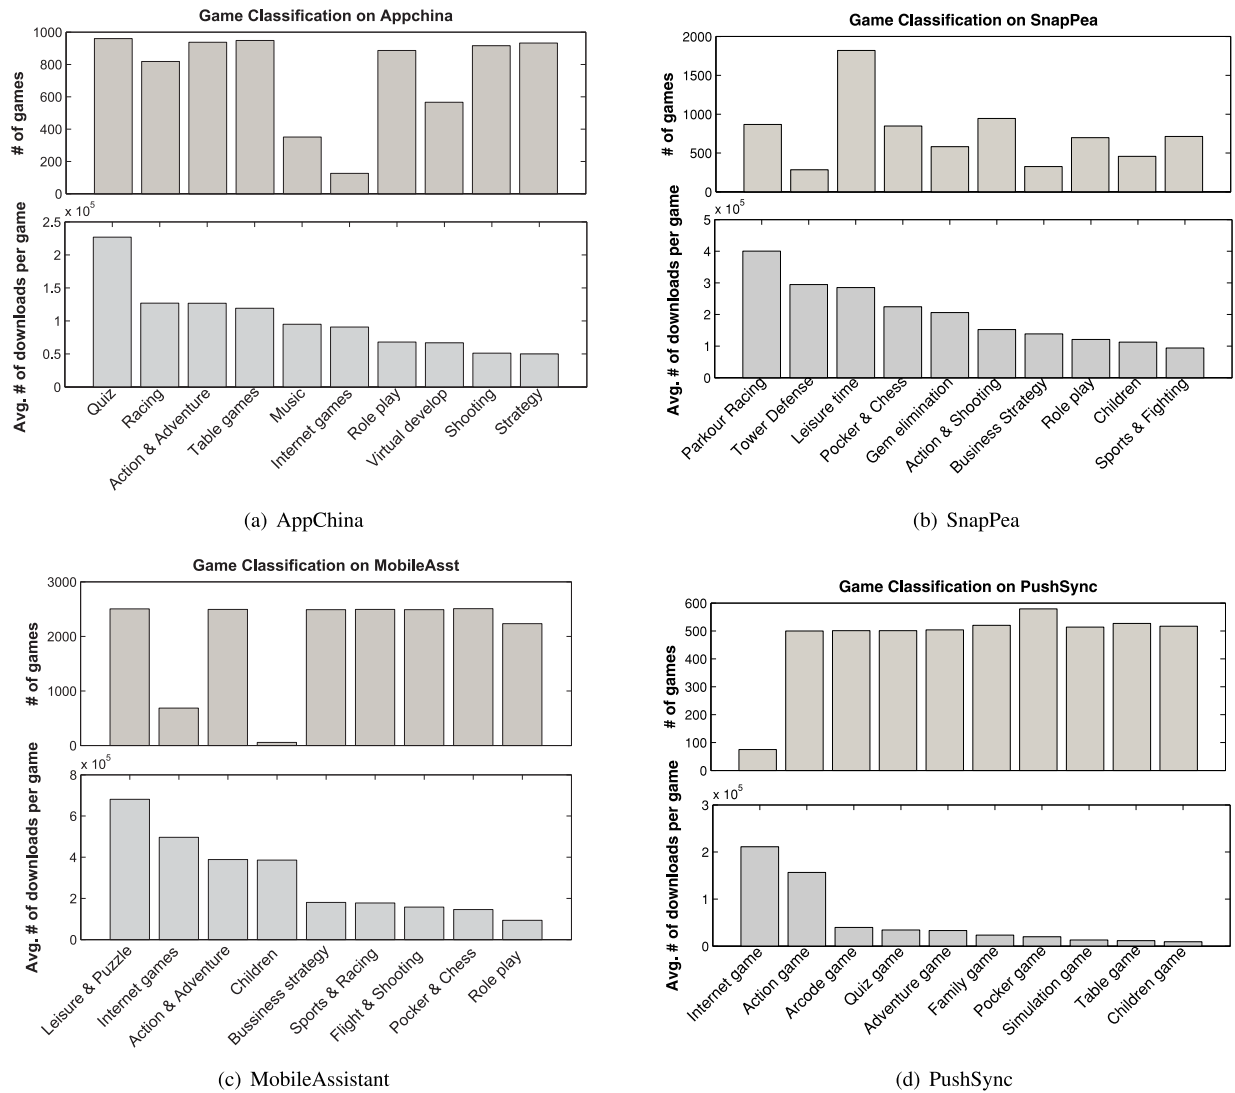 Game Classification on Appchina
# of games
1000
800
600
400
200
0
Avg. # of downloads per game
x 10^5
2.5
2
1.5
1
0.5
0
Quiz
Racing
Action & Adventure
Table games
Music
Internet games
Role play
Virtual develop
Shooting
Strategy
(a) AppChina
Game Classification on SnapPea
# of games
2000
1500
1000
500
0
Avg. # of downloads per game
x 10^5
5
4
3
2
1
0
Parkour Racing
Tower Defense
Leisure time
Pocker & Chess
Gem elimination
Action & Shooting
Business Strategy
Role play
Children
Sports & Fighting
(b) SnapPea
Game Classification on MobileAsst
# of games
3000
2000
1000
0
Avg. # of downloads per game
x 10^5
8
6
4
2
0
Leisure & Puzzle
Internet games
Action & Adventure
Children
Bussiness strategy
Sports & Racing
Flight & Shooting
Pocker & Chess
Role play
(c) MobileAssistant
Game Classification on PushSync
# of games
600
500
400
300
200
100
0
Avg. # of downloads per game
x 10^5
3
2
1
0
Internet game
Action game
Arcode game
Quiz game
Adventure game
Family game
Pocker game
Simulation game
Table game
Children game
(d) PushSync